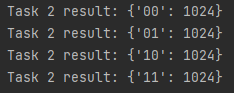 Task 2 result: {'00': 1024}
Task 2 result: {'01': 1024}
Task 2 result: {'10': 1024}
Task 2 result: {'11': 1024}